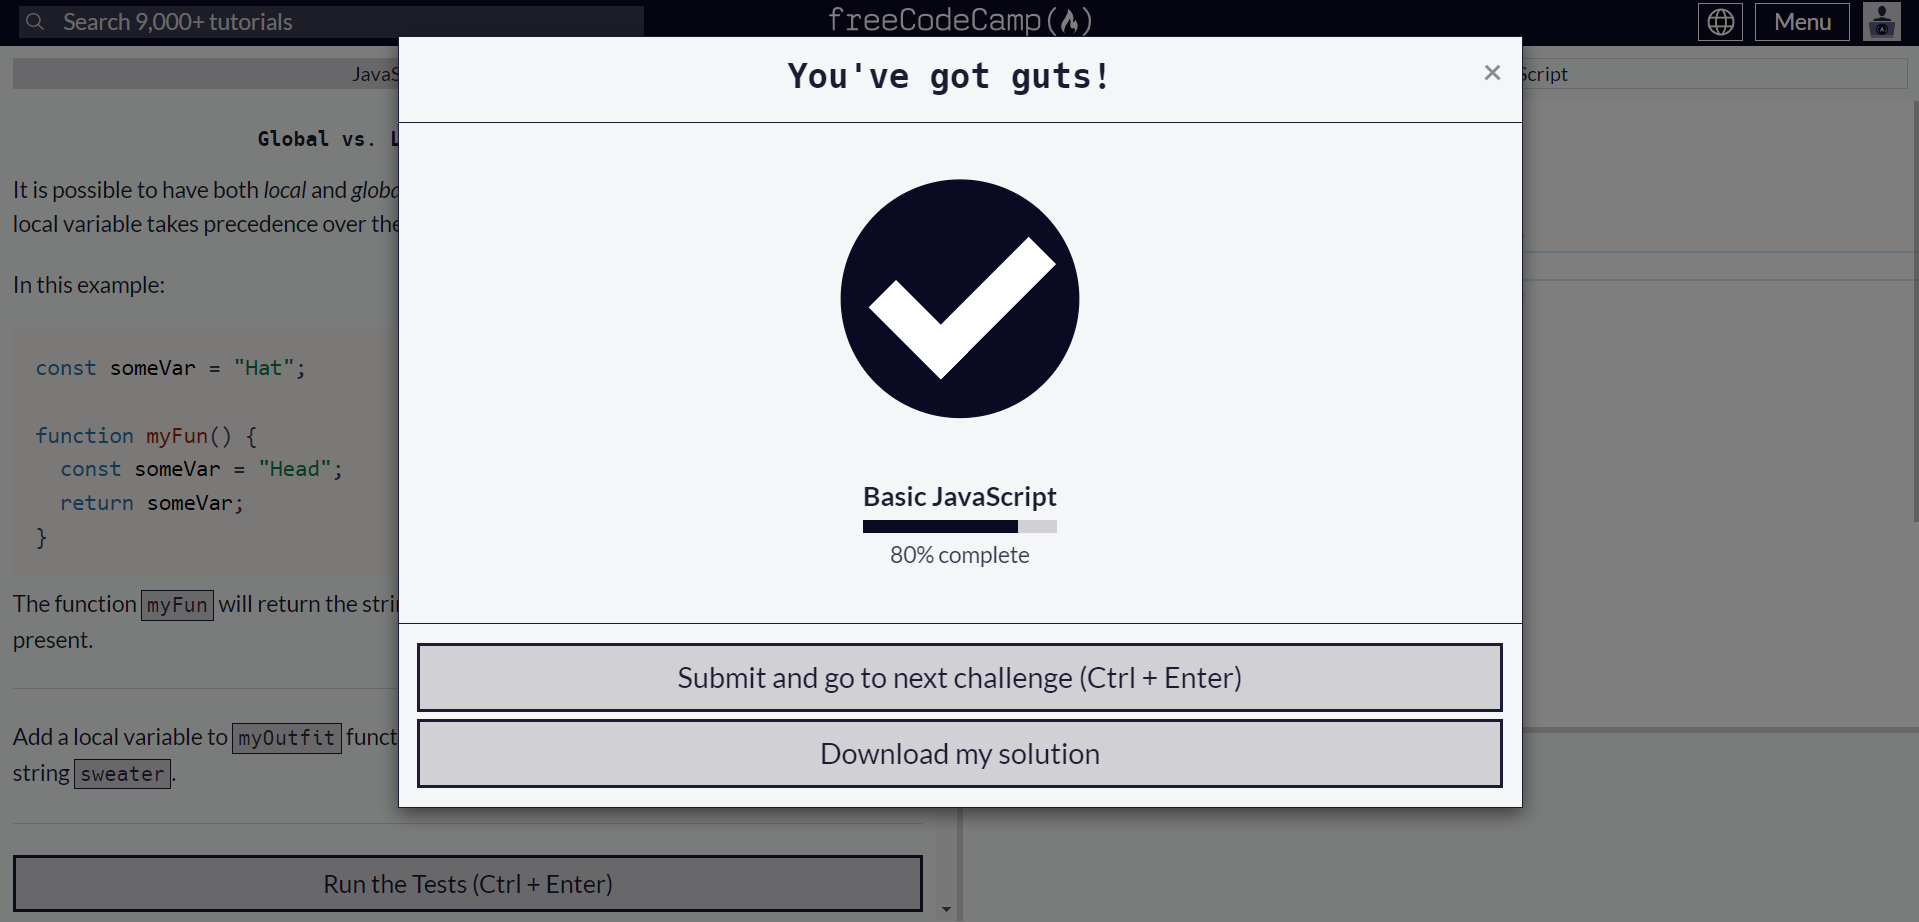 Search 9,000+ tutorials
freeCodeCamp
Menu
JavaS
Script
You've got guts!
×
Global vs. L
It is possible to have both local and globa
local variable takes precedence over the
In this example:
const someVar = "Hat";
function myFun() {
const someVar = "Head";
return someVar;
}
The function myFun will return the strin
present.
Add a local variable to myOutfit funct
string sweater.
Run the Tests (Ctrl + Enter)
Basic JavaScript
80% complete
Submit and go to next challenge (Ctrl + Enter)
Download my solution